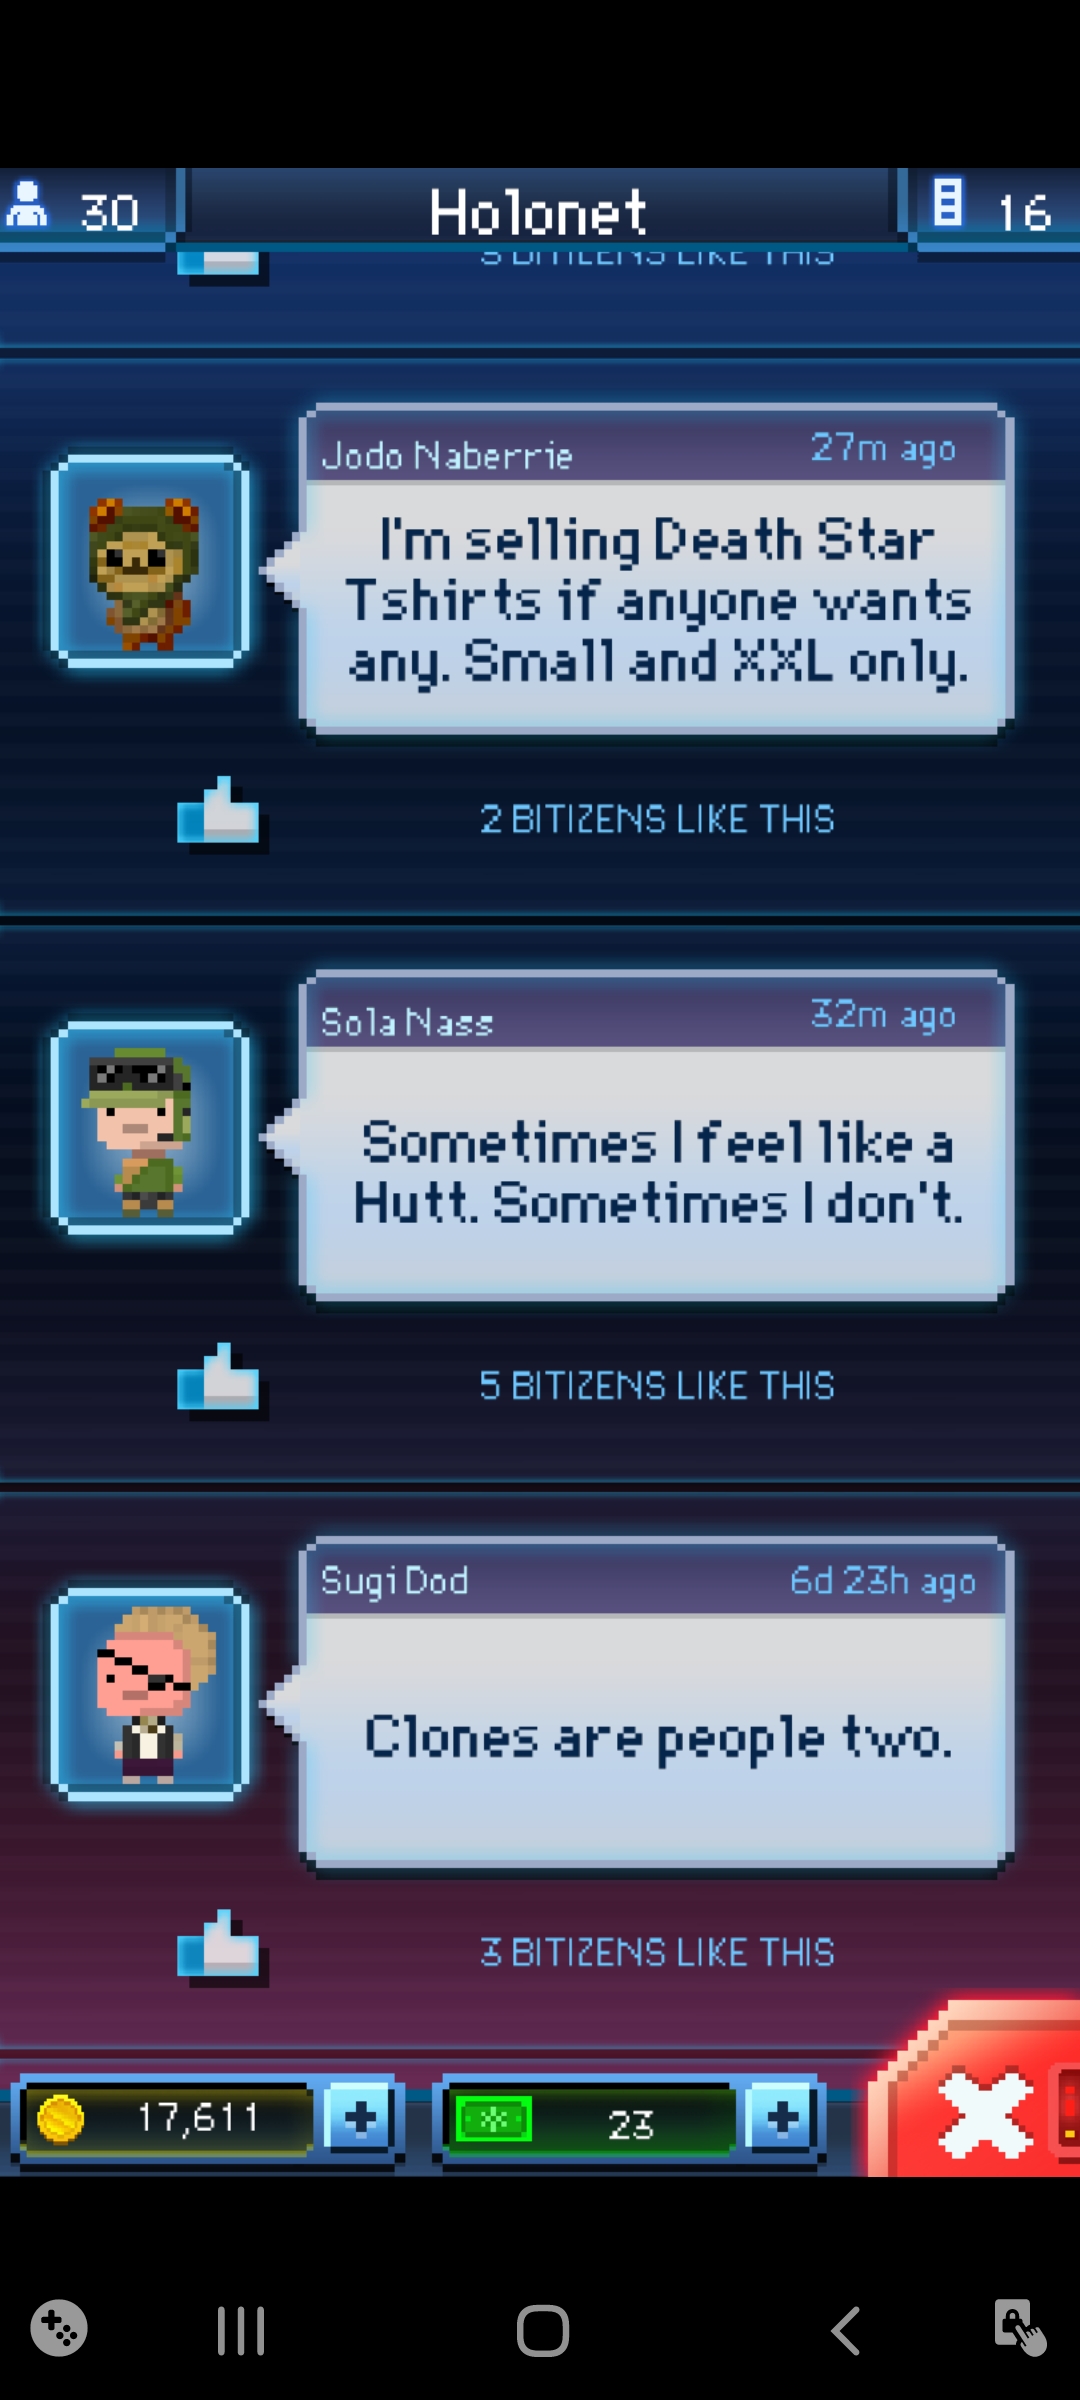 30
Holonet
16
5 BITIZENS LIKE THIS
Jodo Naberrie
27m ago
I'm selling Death Star
Tshirts if anyone wants
any. Small and XXL only.
2 BITIZENS LIKE THIS
Sola Nass
32m ago
Sometimes I feel like a
Hutt. Sometimes I don't.
5 BITIZENS LIKE THIS
Sugi Dod
6d 23h ago
Clones are people two.
3 BITIZENS LIKE THIS
17,611
+
23
+